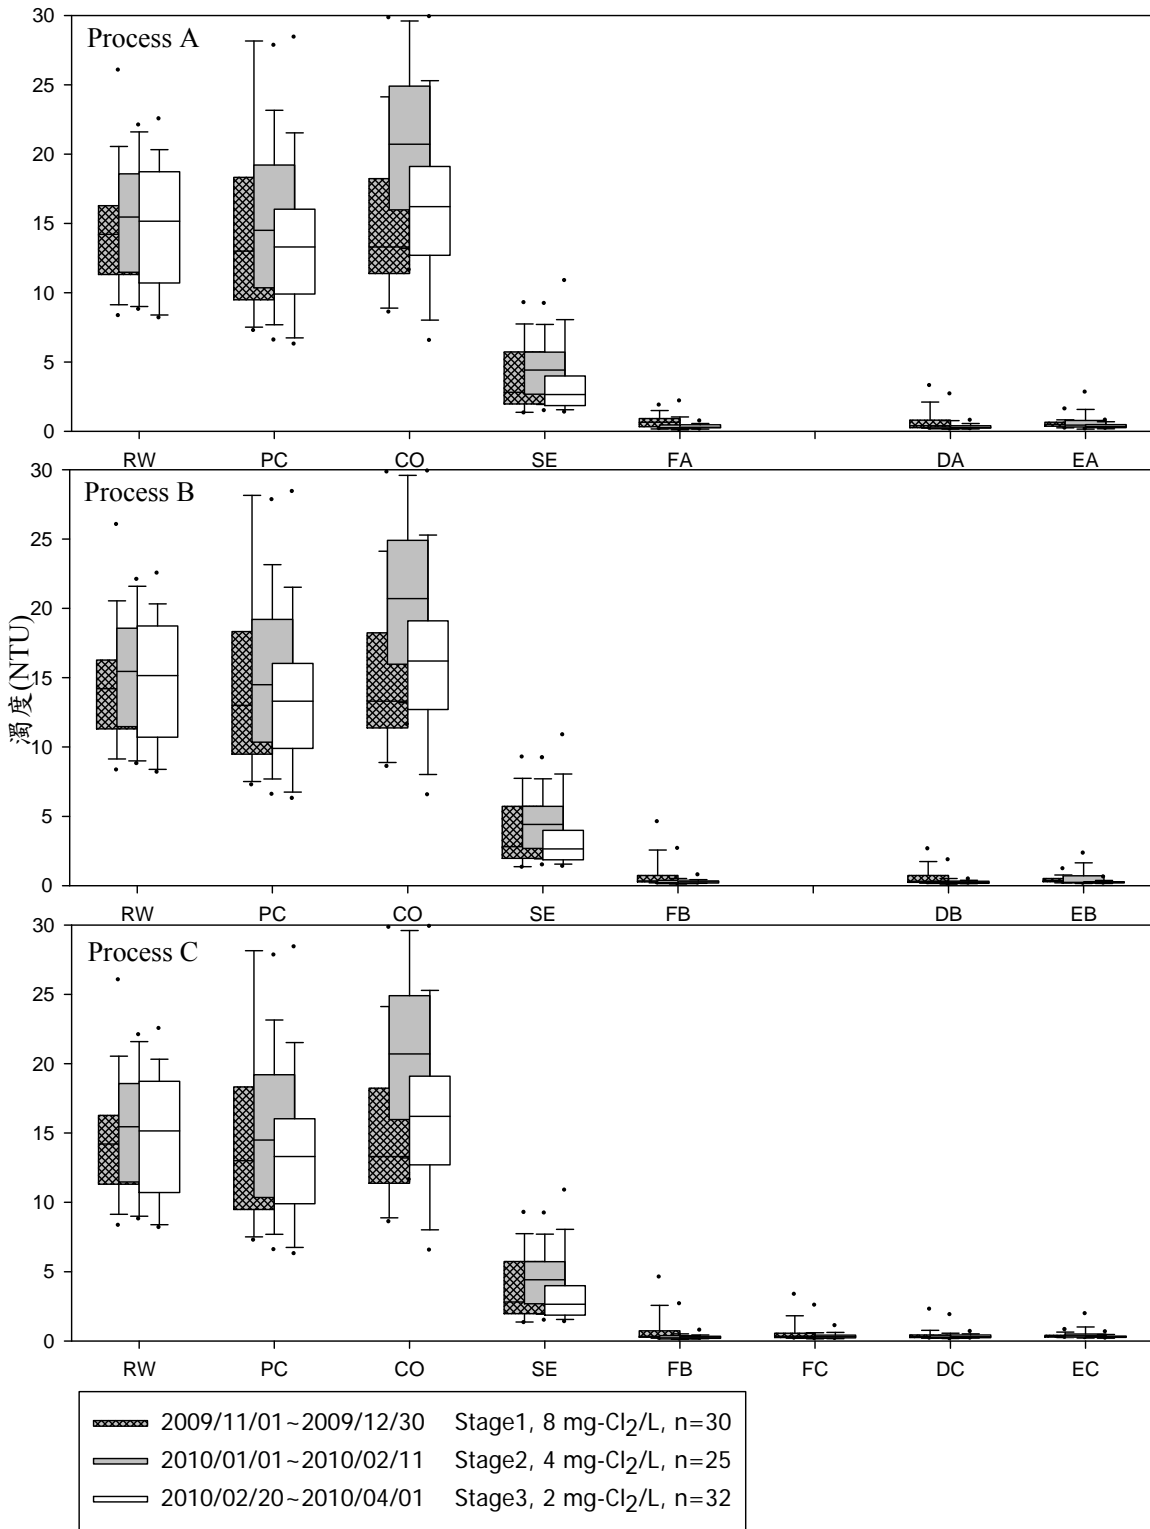 30
Process A
25
20
15
10
5
0
RW PC CO SE FA DA EA
30
Process B
25
20
15
10
5
0
RW PC CO SE FB DB EB
濁度(NTU)
30
Process C
25
20
15
10
5
0
RW PC CO SE FB FC DC EC
2009/11/01~2009/12/30 Stage1, 8 mg-Cl2/L, n=30
2010/01/01~2010/02/11 Stage2, 4 mg-Cl2/L, n=25
2010/02/20~2010/04/01 Stage3, 2 mg-Cl2/L, n=32